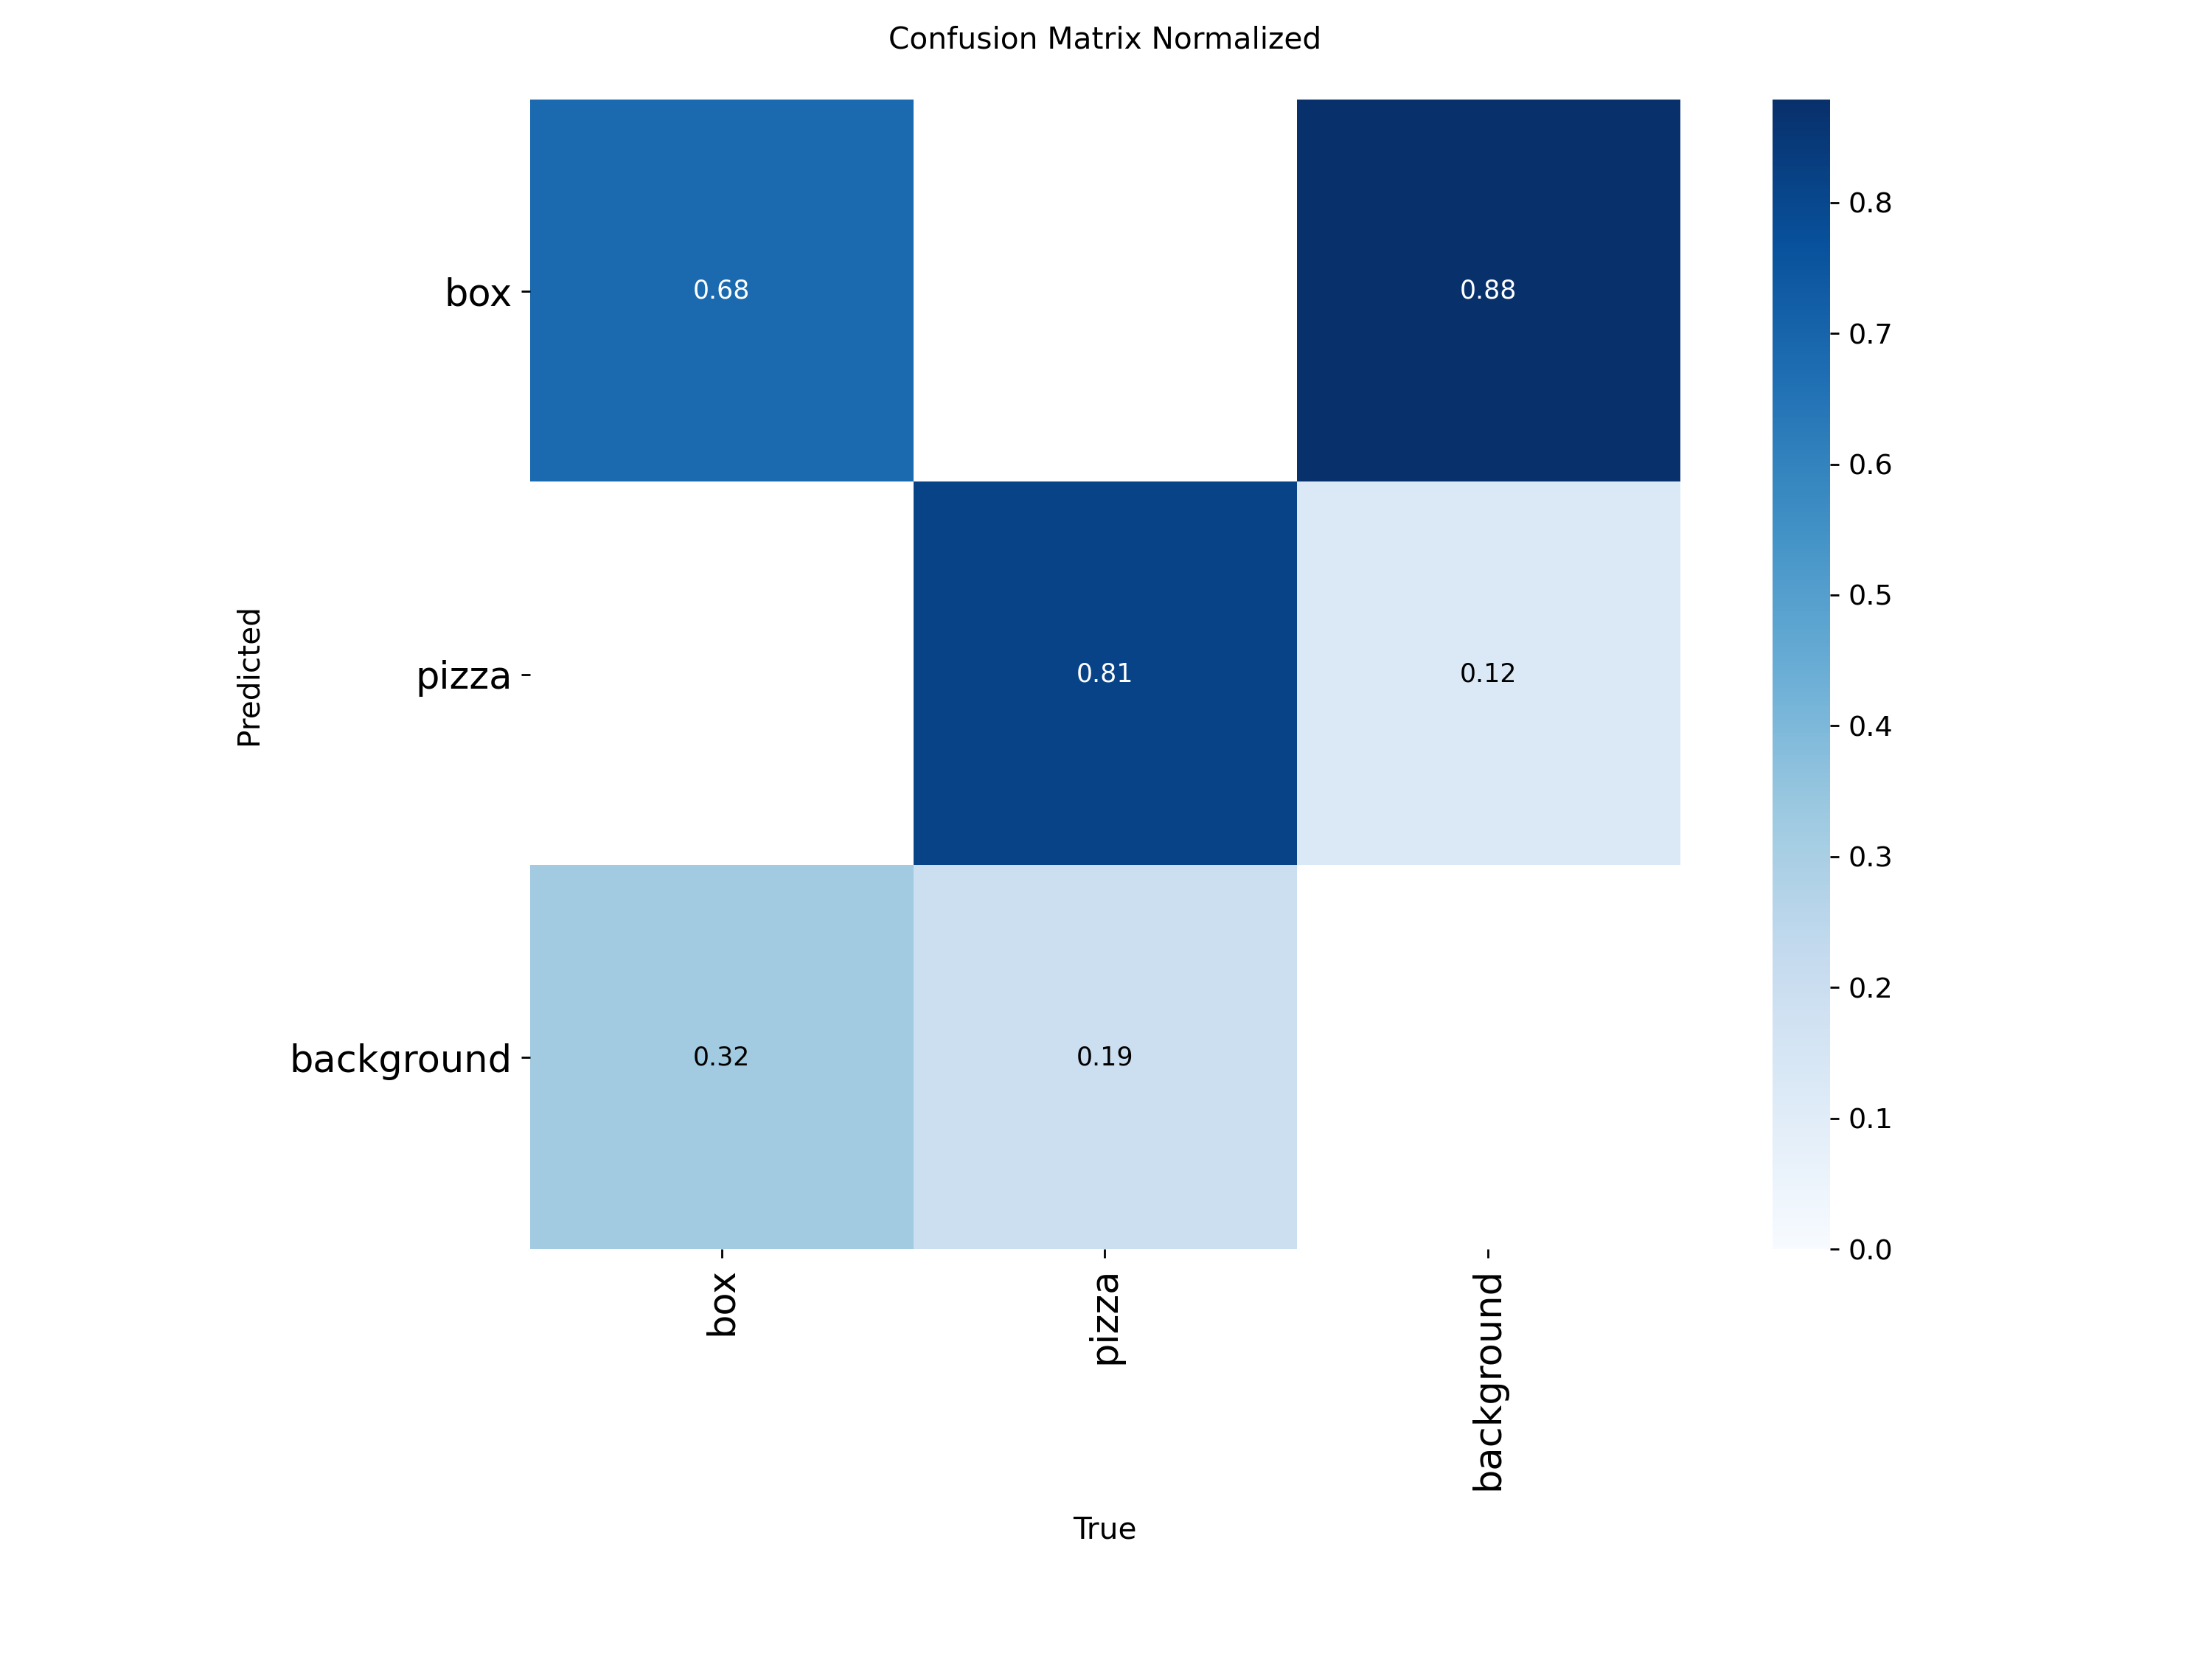 Confusion Matrix Normalized
box
0.68
0.88
0.8
0.7
0.6
Predicted
pizza
0.81
0.12
0.5
0.4
0.3
background
0.32
0.19
0.2
0.1
0.0
box
pizza
background
True